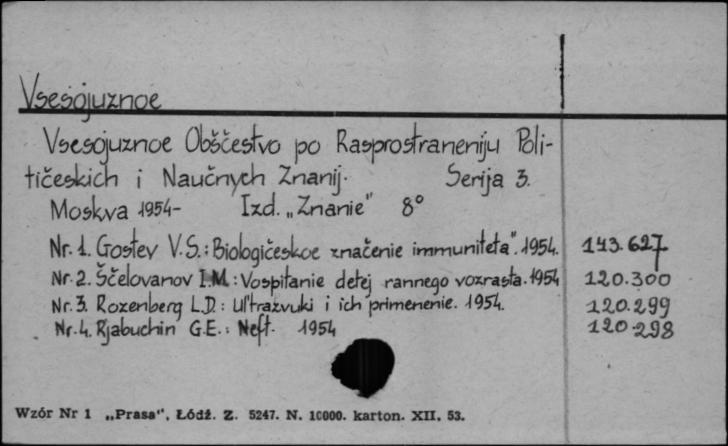 Vsesojuznoe
Vsesojuznoe Obščestvo po Rasprostraneniju Poli-
tičeskich i Naučnych Znanij. Serija 3.
Moskva 1954- Izd. „Znanie" 8°
Nr. 1. Gostev V.S.: Biologičeskoe značenie immuniteta". 1954. 143.627
Nr. 2. Ščelovanov I.M.: Vospitanie detej rannego vozrasta. 1954 120.300
Nr. 3. Rozenberg L.D.: Ul'trazvuki i ich primenenie. 1954. 120.299
Nr. 4. Rjabuchin G.E.: Neft. 1954 120.298
Wzór Nr 1 „Prasa", Łódź. Z. 5247. N. 10000. karton. XII. 53.